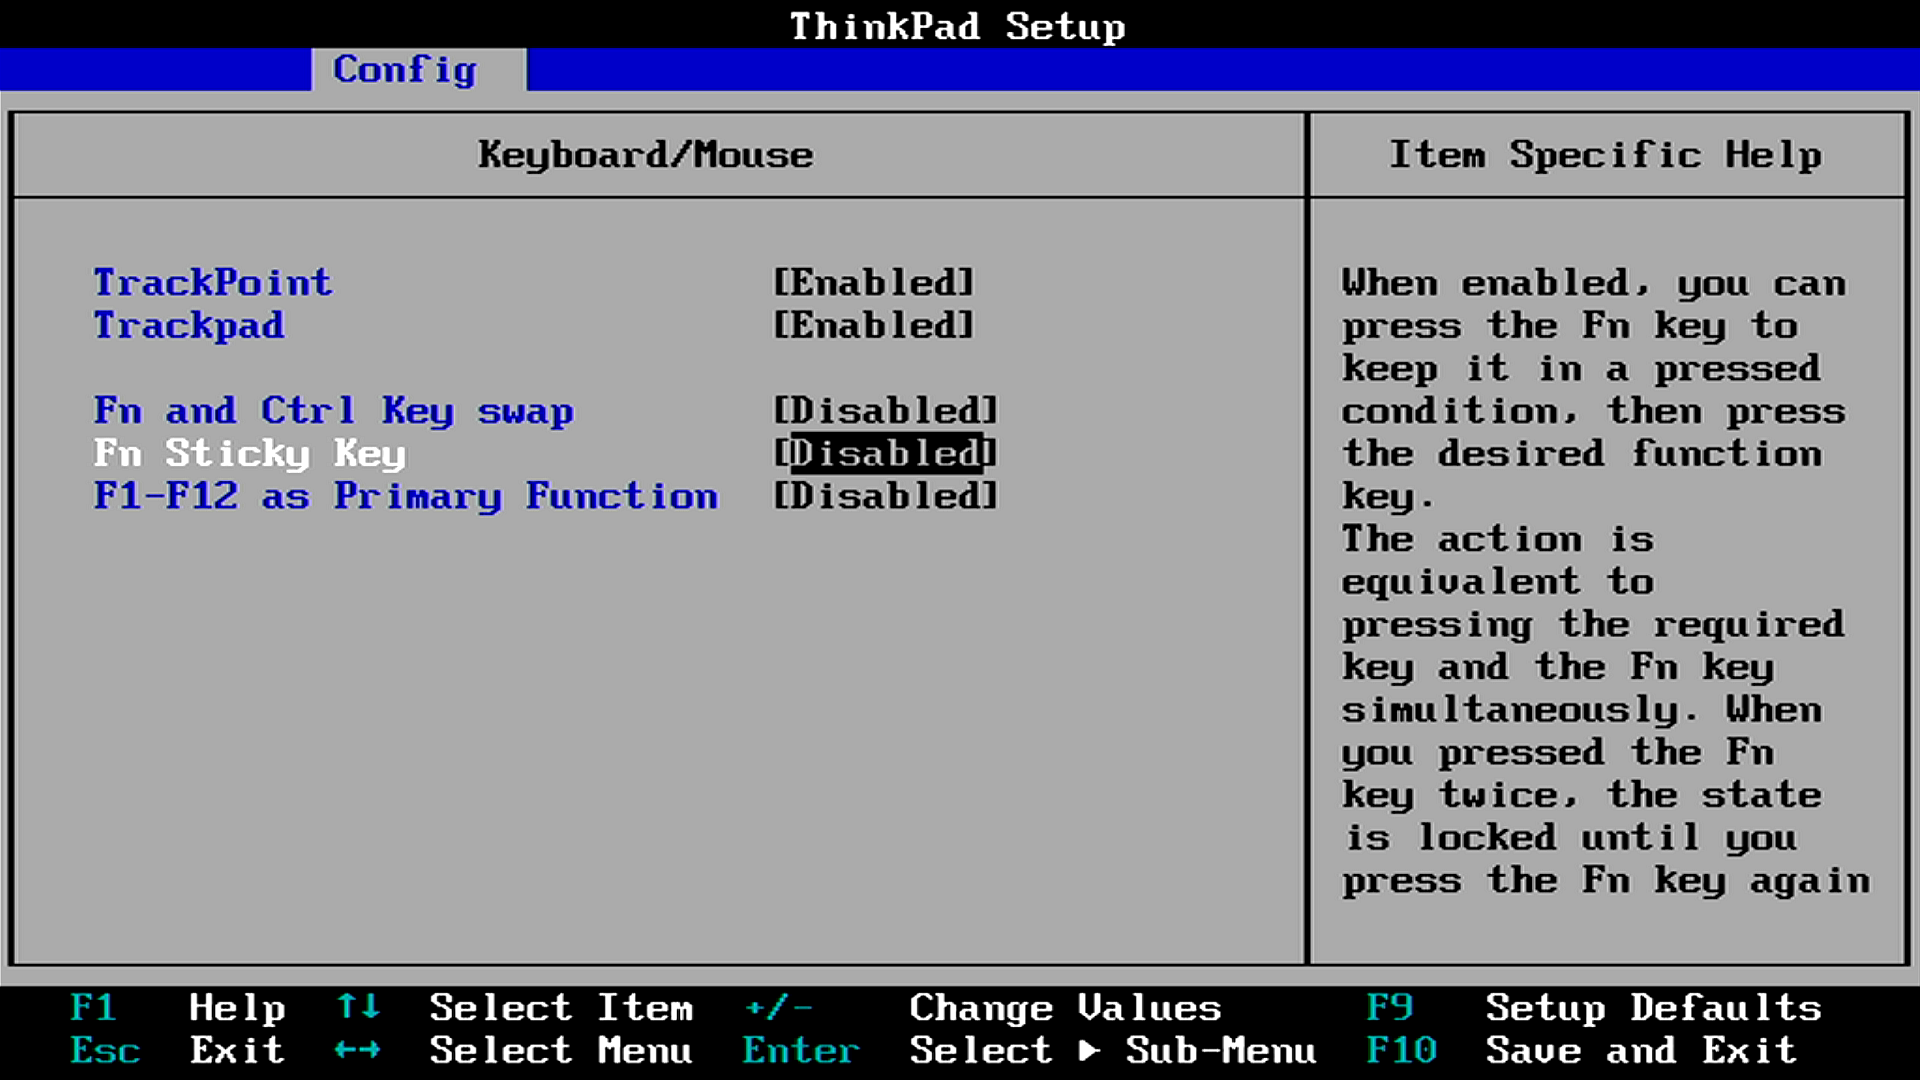 ThinkPad Setup
Config
Keyboard/Mouse
Item Specific Help
TrackPoint [Enabled]
Trackpad [Enabled]
Fn and Ctrl Key swap [Disabled]
Fn Sticky Key [Disabled]
F1-F12 as Primary Function [Disabled]
When enabled, you can
press the Fn key to
keep it in a pressed
condition, then press
the desired function
key.
The action is
equivalent to
pressing the required
key and the Fn key
simultaneously. When
you pressed the Fn
key twice, the state
is locked until you
press the Fn key again
F1 Help ↑↓ Select Item +/- Change Values F9 Setup Defaults
Esc Exit ←→ Select Menu Enter Select ▶ Sub-Menu F10 Save and Exit